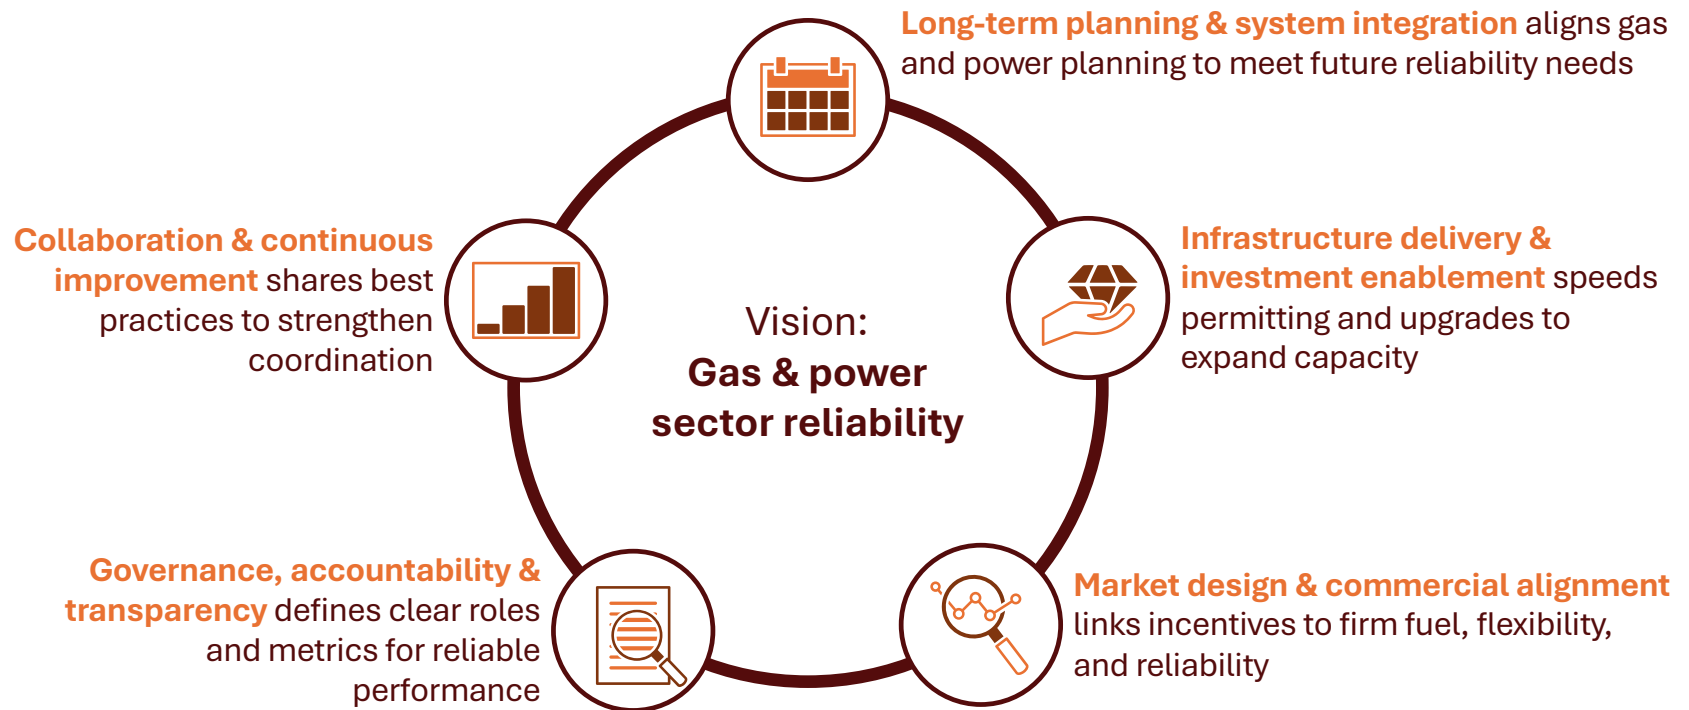 Long-term planning & system integration aligns gas
and power planning to meet future reliability needs
Infrastructure delivery &
investment enablement speeds
permitting and upgrades to
expand capacity
Market design & commercial alignment
links incentives to firm fuel, flexibility,
and reliability
Governance, accountability &
transparency defines clear roles
and metrics for reliable
performance
Collaboration & continuous
improvement shares best
practices to strengthen
coordination
Vision:
Gas & power
sector reliability